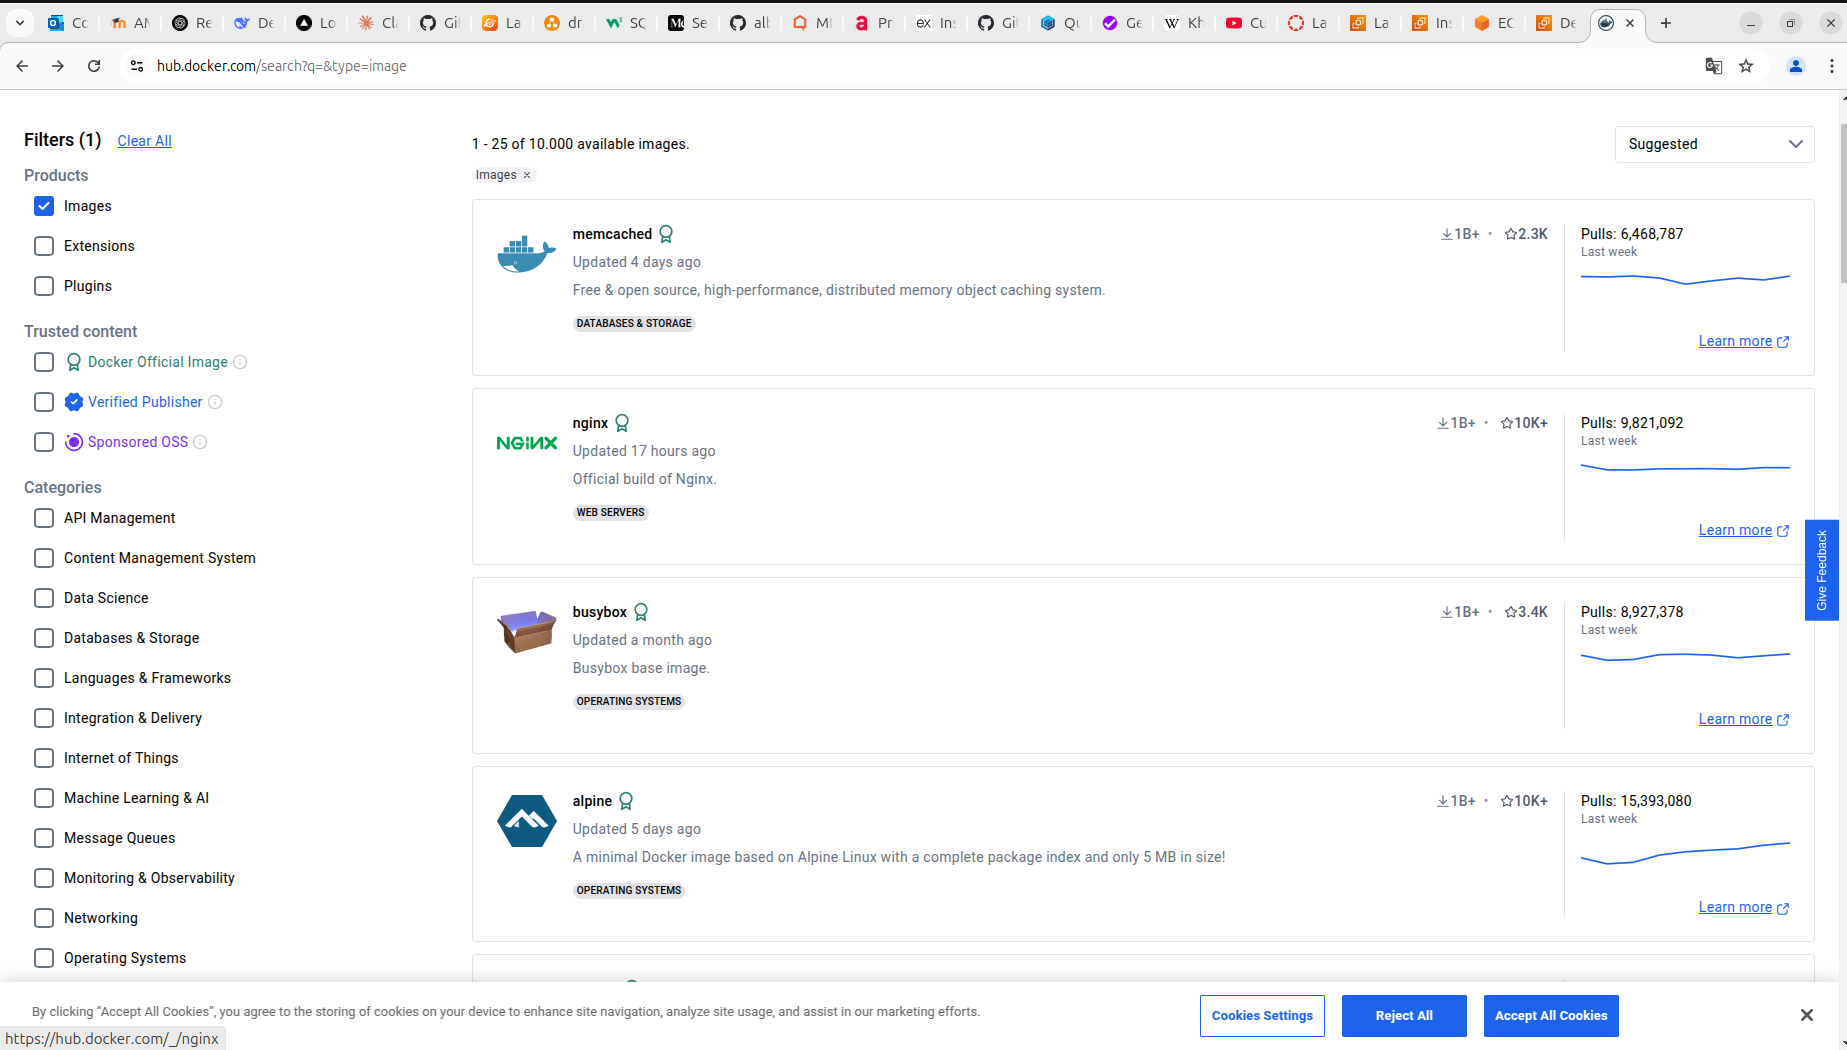 Co
AM
Re
De
Lo
Cl
Gi
La
dr
SQ
Se
alt
MI
Pr
Ins
Gi
Qu
Ge
Kh
Cu
La
La
Ins
EC
De
hub.docker.com/search?q=&type=image
Filters (1) Clear All
Products
Images
Extensions
Plugins
Trusted content
Docker Official Image
Verified Publisher
Sponsored OSS
Categories
API Management
Content Management System
Data Science
Databases & Storage
Languages & Frameworks
Integration & Delivery
Internet of Things
Machine Learning & AI
Message Queues
Monitoring & Observability
Networking
Operating Systems
1 - 25 of 10.000 available images.
Suggested
Images ×
memcached
1B+ • 2.3K
Updated 4 days ago
Free & open source, high-performance, distributed memory object caching system.
DATABASES & STORAGE
Pulls: 6,468,787
Last week
Learn more
nginx
1B+ • 10K+
NGINX
Updated 17 hours ago
Official build of Nginx.
WEB SERVERS
Pulls: 9,821,092
Last week
Learn more
busybox
1B+ • 3.4K
Updated a month ago
Busybox base image.
OPERATING SYSTEMS
Pulls: 8,927,378
Last week
Learn more
alpine
1B+ • 10K+
Updated 5 days ago
A minimal Docker image based on Alpine Linux with a complete package index and only 5 MB in size!
OPERATING SYSTEMS
Pulls: 15,393,080
Last week
Learn more
Give Feedback
By clicking “Accept All Cookies”, you agree to the storing of cookies on your device to enhance site navigation, analyze site usage, and assist in our marketing efforts.
Cookies Settings
Reject All
Accept All Cookies
https://hub.docker.com/_/nginx